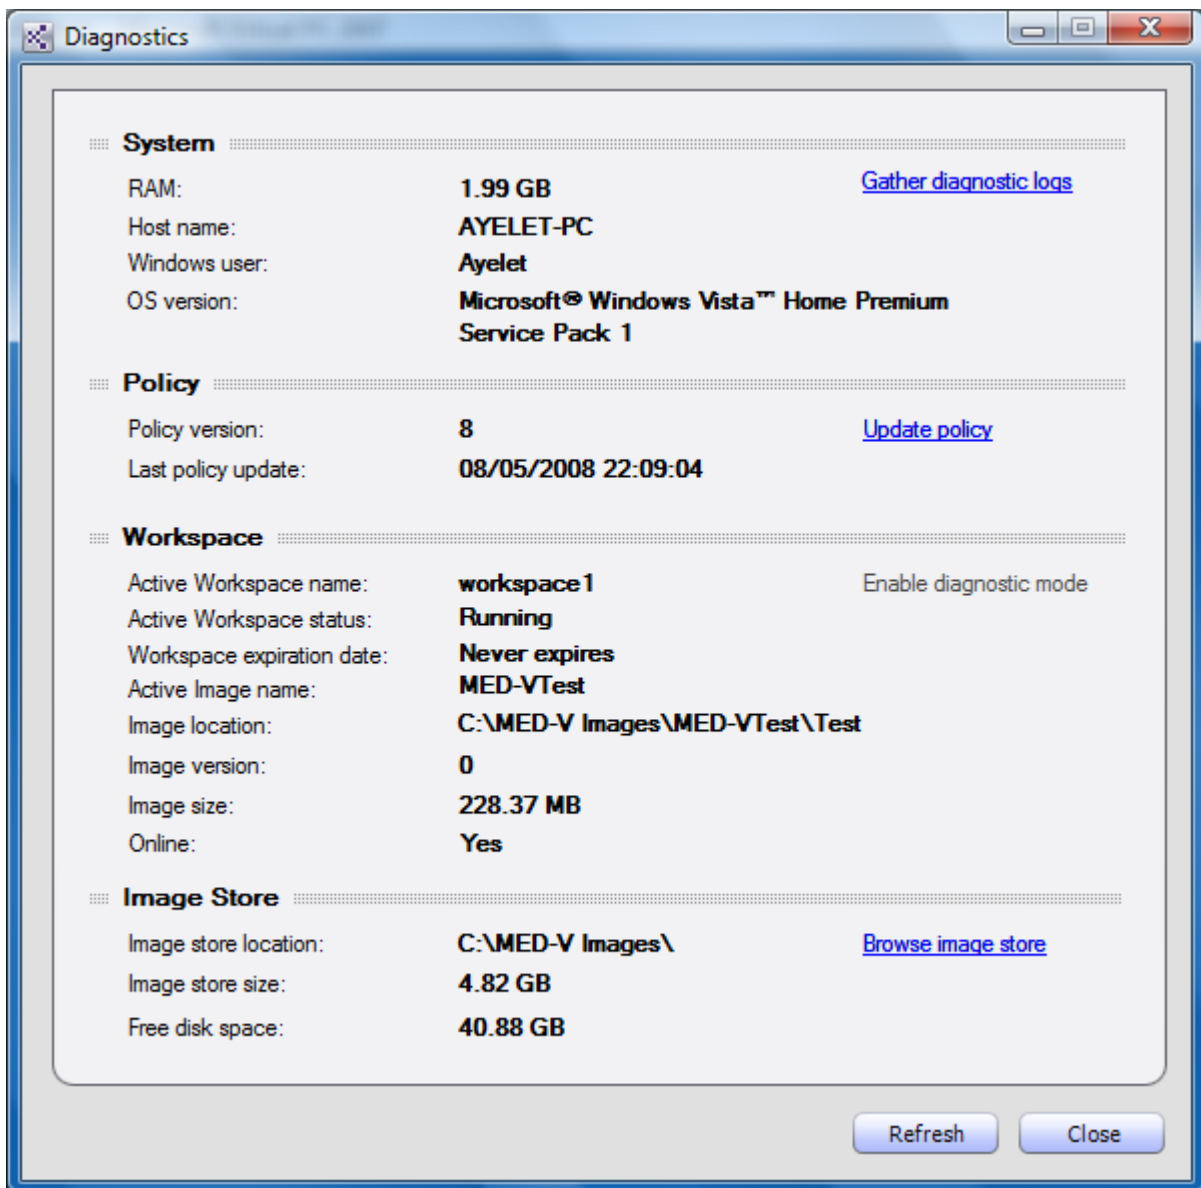 Diagnostics
System
RAM: 1.99 GB Gather diagnostic logs
Host name: AYELET-PC
Windows user: Ayelet
OS version: Microsoft® Windows Vista™ Home Premium
Service Pack 1
Policy
Policy version: 8 Update policy
Last policy update: 08/05/2008 22:09:04
Workspace
Active Workspace name: workspace1 Enable diagnostic mode
Active Workspace status: Running
Workspace expiration date: Never expires
Active Image name: MED-VTest
Image location: C:\MED-V Images\MED-VTest\Test
Image version: 0
Image size: 228.37 MB
Online: Yes
Image Store
Image store location: C:\MED-V Images\ Browse image store
Image store size: 4.82 GB
Free disk space: 40.88 GB
Refresh Close